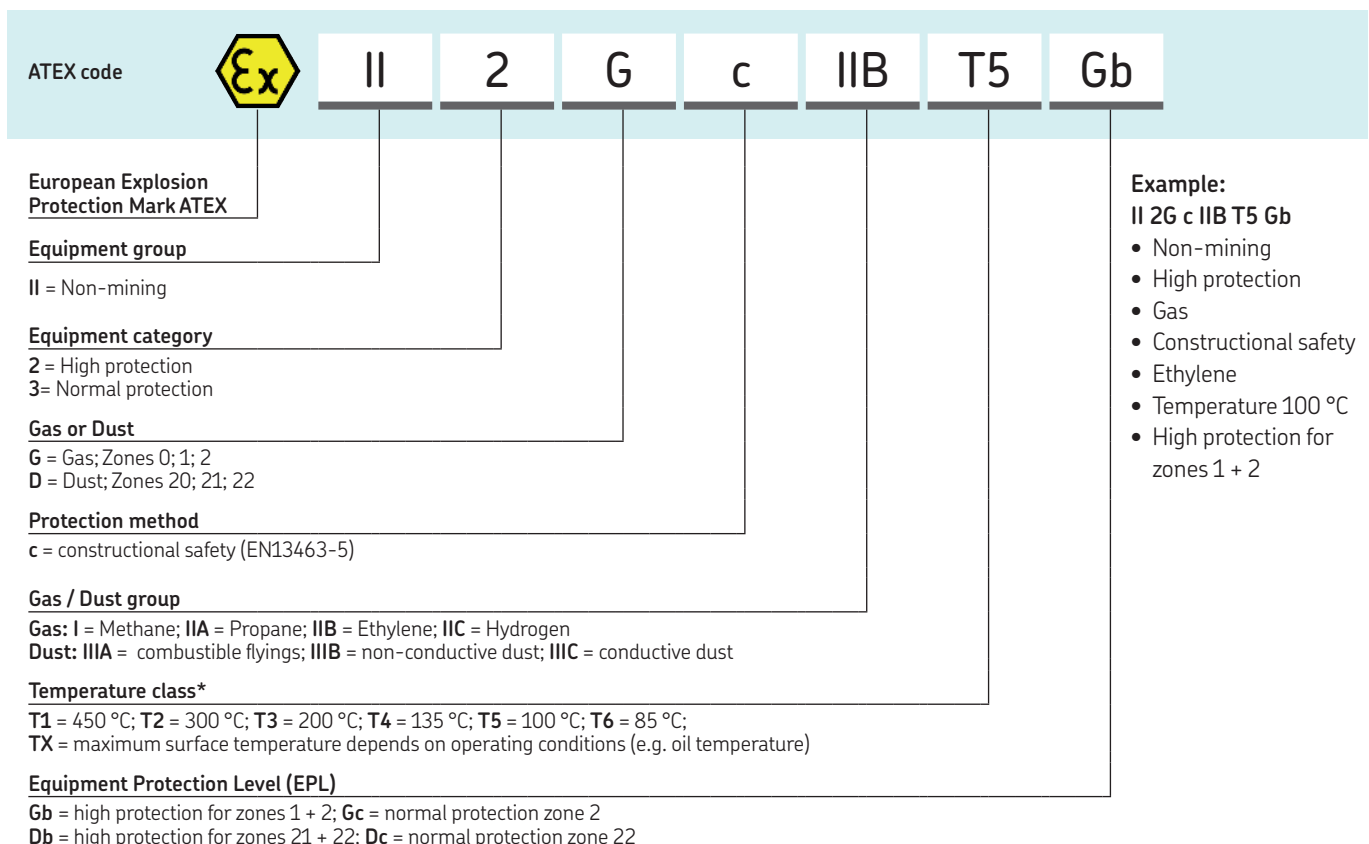 ATEX code Ex II 2 G c IIB T5 Gb
European Explosion
Protection Mark ATEX
Equipment group
II = Non-mining
Equipment category
2 = High protection
3= Normal protection
Gas or Dust
G = Gas; Zones 0; 1; 2
D = Dust; Zones 20; 21; 22
Protection method
c = constructional safety (EN13463-5)
Gas / Dust group
Gas: I = Methane; IIA = Propane; IIB = Ethylene; IIC = Hydrogen
Dust: IIIA = combustible flyings; IIIB = non-conductive dust; IIIC = conductive dust
Temperature class*
T1 = 450 °C; T2 = 300 °C; T3 = 200 °C; T4 = 135 °C; T5 = 100 °C; T6 = 85 °C;
TX = maximum surface temperature depends on operating conditions (e.g. oil temperature)
Equipment Protection Level (EPL)
Gb = high protection for zones 1 + 2; Gc = normal protection zone 2
Db = high protection for zones 21 + 22; Dc = normal protection zone 22
Example:
II 2G c IIB T5 Gb
• Non-mining
• High protection
• Gas
• Constructional safety
• Ethylene
• Temperature 100 °C
• High protection for
zones 1 + 2